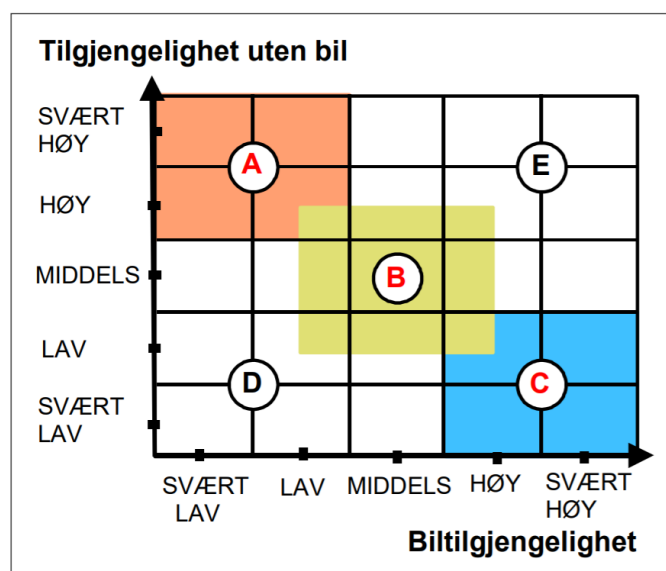 Tilgjengelighet uten bil
SVÆRT
HØY
A
E
HØY
MIDDELS
B
LAV
D
C
SVÆRT
LAV
SVÆRT
LAV
LAV
MIDDELS
HØY
SVÆRT
HØY
Biltilgjengelighet